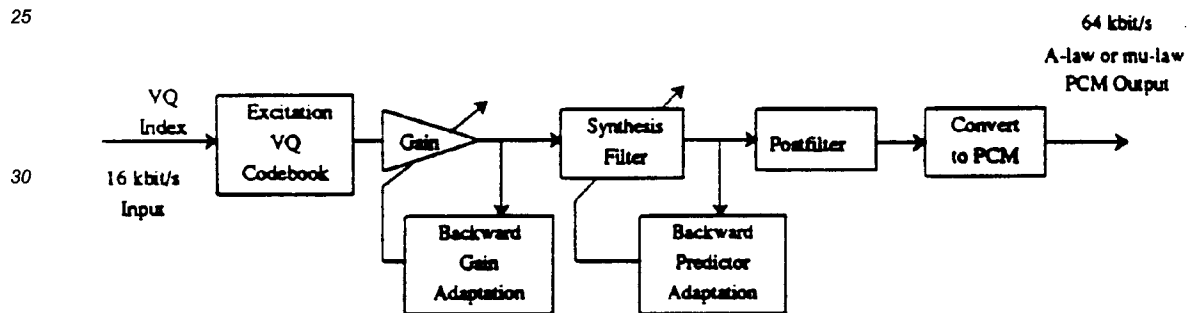 25
64 kbit/s
A-law or mu-law
PCM Output
VQ
Index
16 kbit/s
Input
Excitation
VQ
Codebook
Gain
Synthesis
Filter
Postfilter
Convert
to PCM
30
Backward
Gain
Adaptation
Backward
Predictor
Adaptation